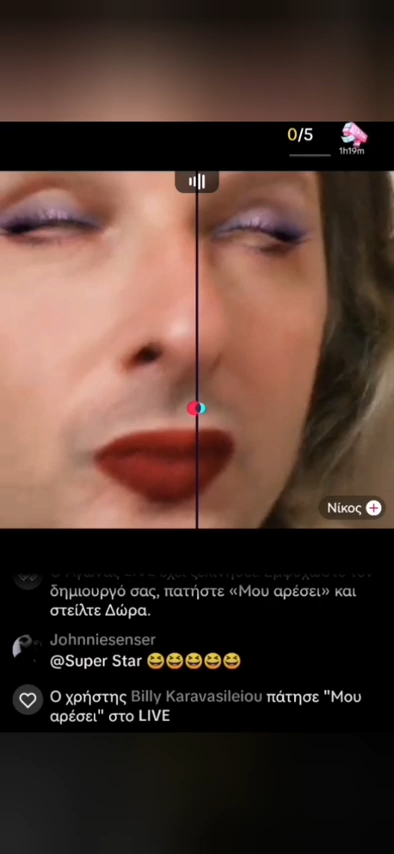 0/5
1h19m
Νίκος
δημιουργό σας, πατήστε «Μου αρέσει» και
στείλτε Δώρα.
Johnniesenser
@Super Star 😆😆😆😆😆
Ο χρήστης Billy Karavasileiou πάτησε "Μου
αρέσει" στο LIVE